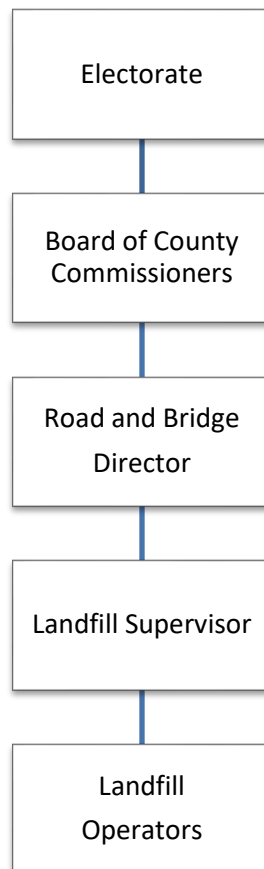 Electorate
Board of County
Commissioners
Road and Bridge
Director
Landfill Supervisor
Landfill
Operators